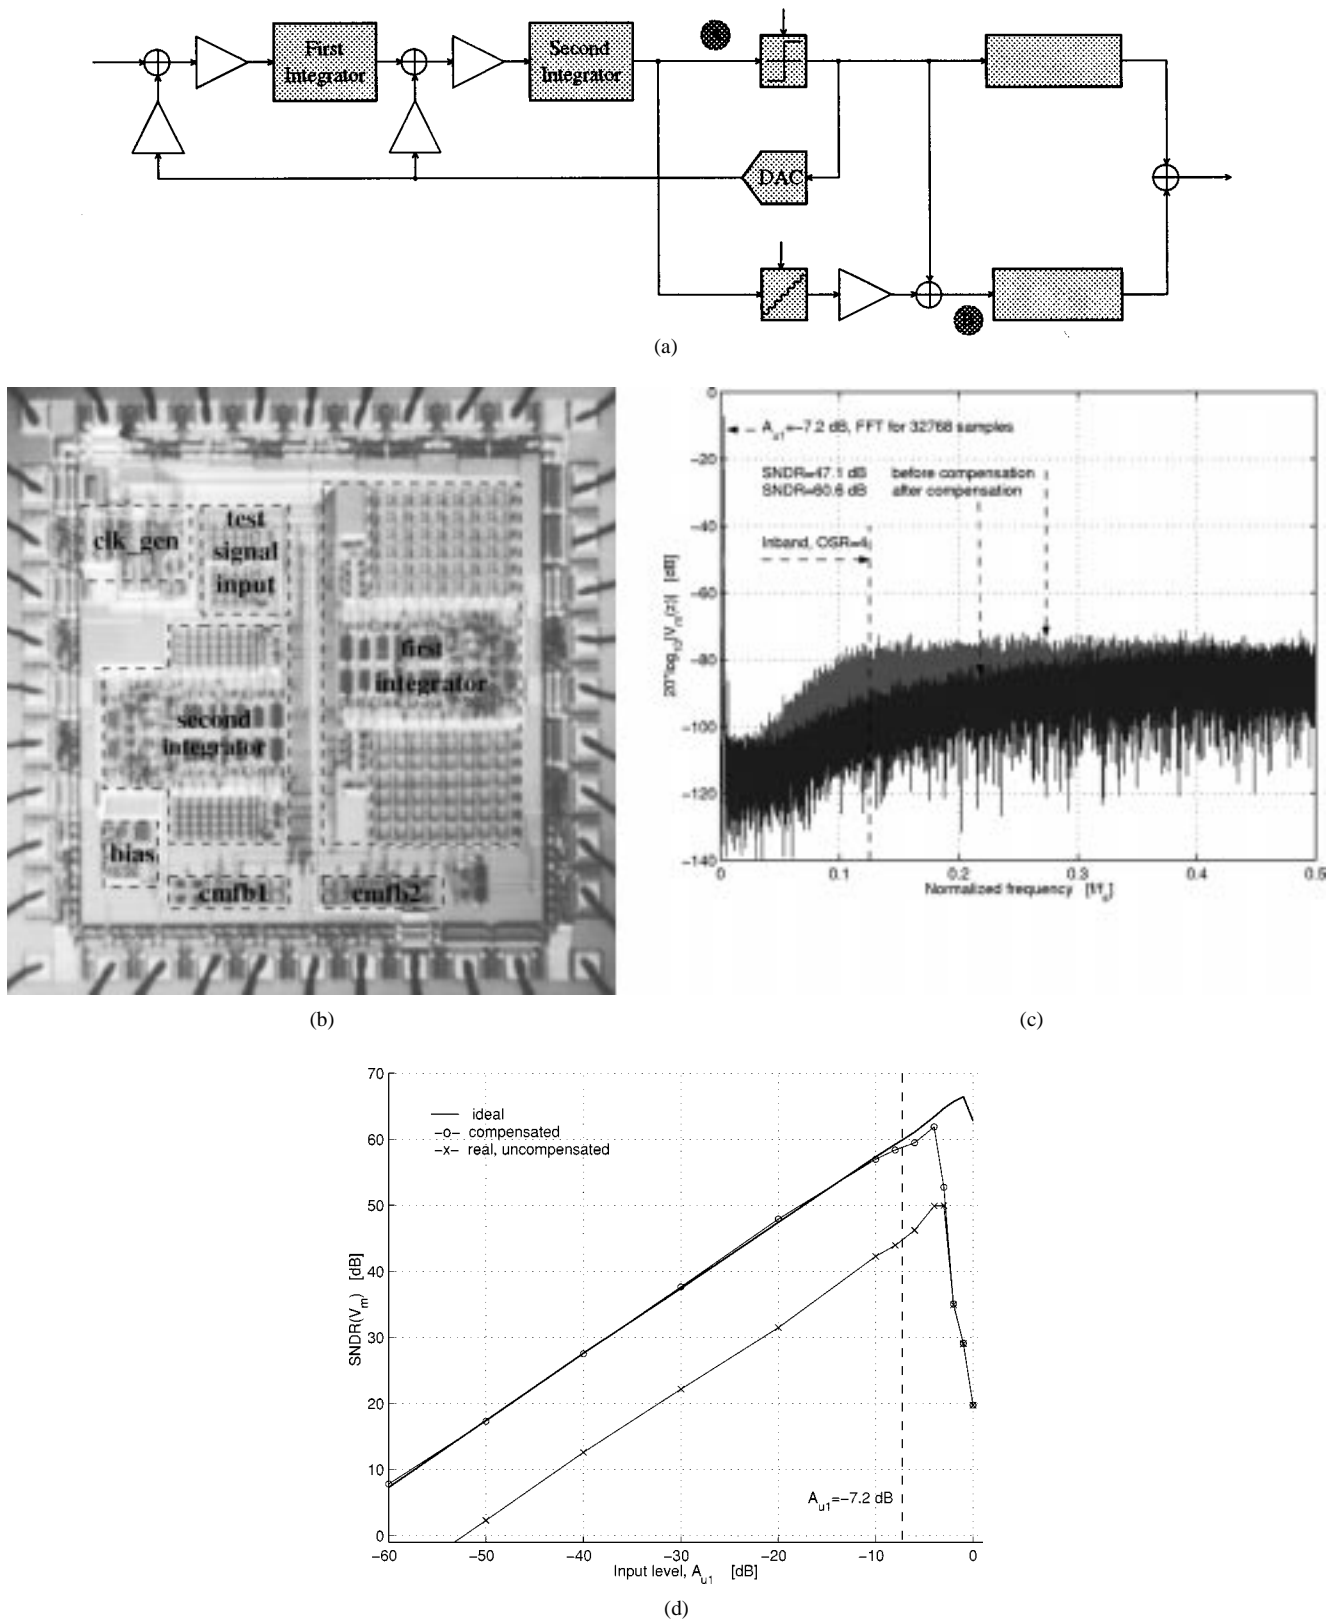 First
Integrator
Second
Integrator
DAC
(a)
clk_gen
test
signal
input
first
integrator
second
integrator
bias
cmfb1
cmfb2
(b)
0
-20
-40
-60
-80
-100
-120
-140
A_u1=-7.2 dB, FFT for 32768 samples
SNDR=47.1 dB before compensation
SNDR=60.6 dB after compensation
Inband, OSR=4
[dB]
0 0.1 0.2 0.3 0.4 0.5
Normalized frequency [f/f_s]
(c)
70
60
50
40
30
20
10
0
ideal
-o- compensated
-x- real, uncompensated
SNDR(V_m) [dB]
A_u1=-7.2 dB
-60 -50 -40 -30 -20 -10 0
Input level, A_u1 [dB]
(d)